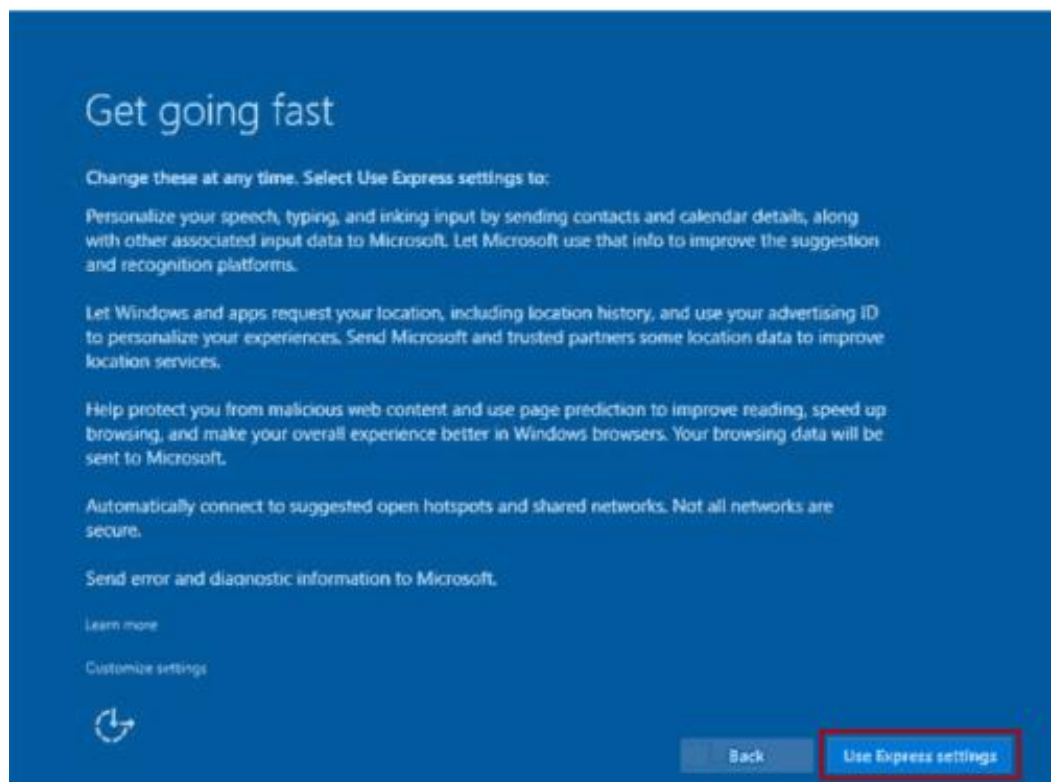 Get going fast
Change these at any time. Select Use Express settings to:
Personalize your speech, typing, and inking input by sending contacts and calendar details, along
with other associated input data to Microsoft. Let Microsoft use that info to improve the suggestion
and recognition platforms.
Let Windows and apps request your location, including location history, and use your advertising ID
to personalize your experiences. Send Microsoft and trusted partners some location data to improve
location services.
Help protect you from malicious web content and use page prediction to improve reading, speed up
browsing, and make your overall experience better in Windows browsers. Your browsing data will be
sent to Microsoft.
Automatically connect to suggested open hotspots and shared networks. Not all networks are
secure.
Send error and diagnostic information to Microsoft.
Learn more
Customize settings
Back
Use Express settings